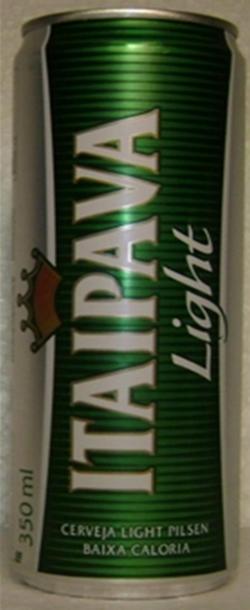 ITAIPAVA
Light
350 ml
CERVEJA LIGHT PILSEN
BAIXA CALORIA